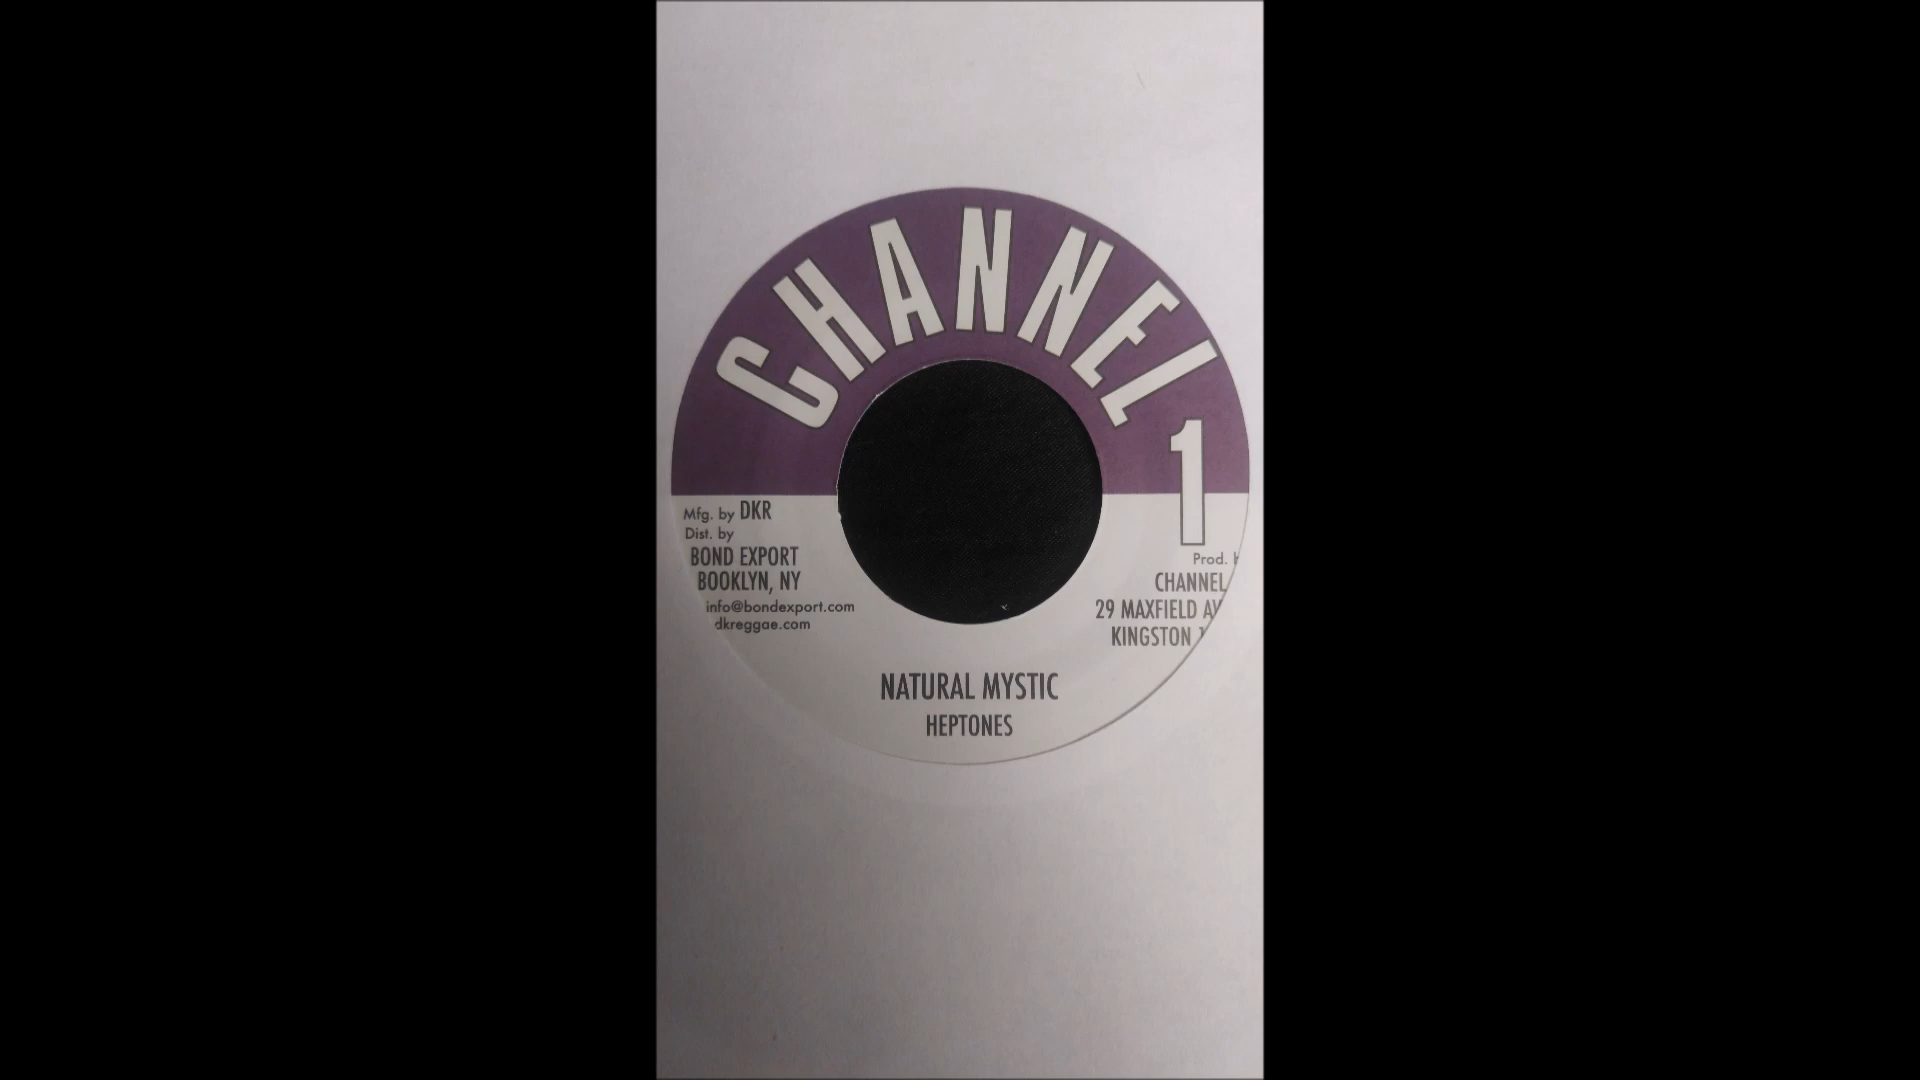 CHANNEL
1
Mfg. by DKR
Dist. by
BOND EXPORT
BOOKLYN, NY
info@bondexport.com
dkreggae.com
Prod.
CHANNEL
29 MAXFIELD
KINGSTON
NATURAL MYSTIC
HEPTONES